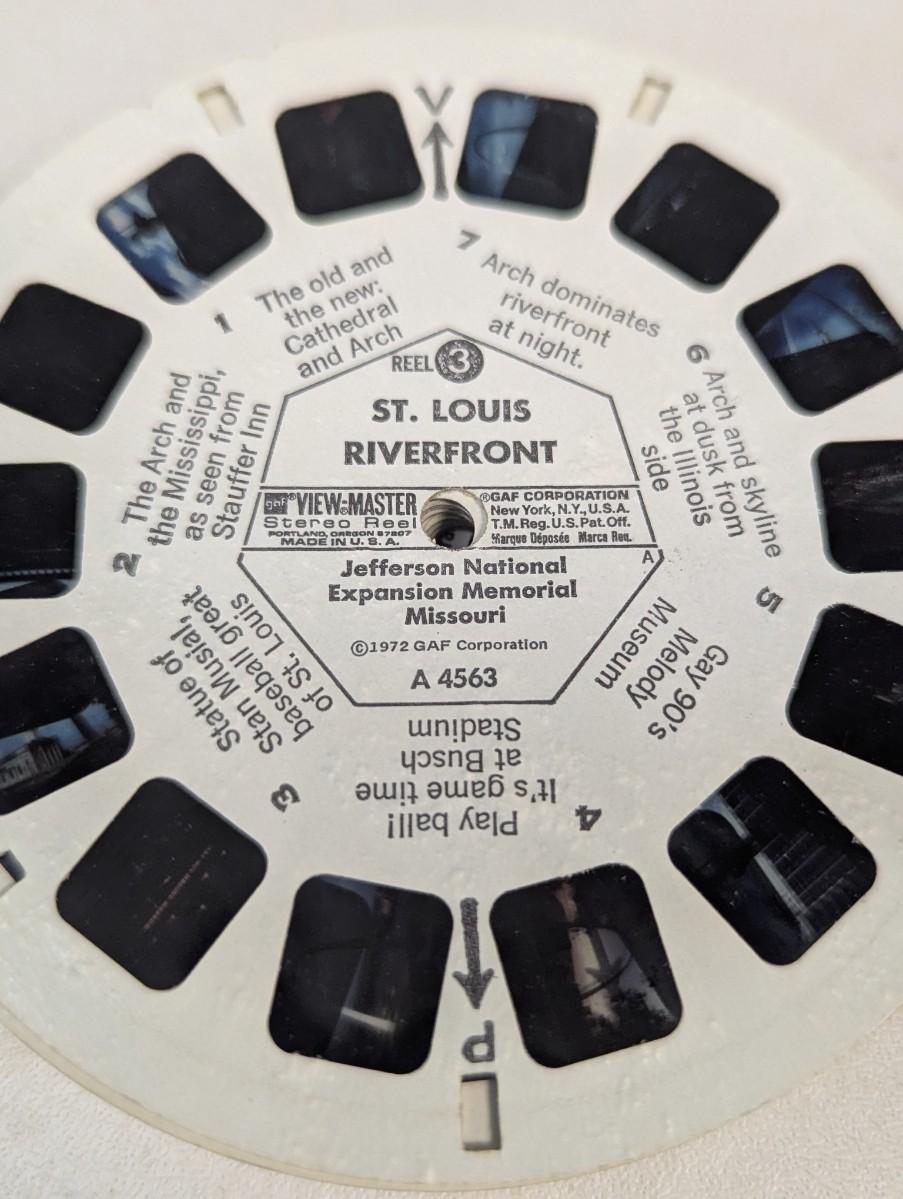 V
REEL 3
ST. LOUIS
RIVERFRONT
gaf ® VIEW-MASTER
Stereo Reel
PORTLAND, OREGON 97207
MADE IN U.S.A.
®GAF CORPORATION
New York, N.Y., U.S.A.
T.M. Reg. U.S. Pat. Off.
Marque Déposée Marca Reg.
A
Jefferson National
Expansion Memorial
Missouri
©1972 GAF Corporation
A 4563
1
The old and
the new:
Cathedral
and Arch
2
The Arch and
the Mississippi,
as seen from
Stauffer Inn
3
Statue of
Stan Musial,
baseball great
of St. Louis
4
Play ball!!
It's game time
at Busch
Stadium
5
Gay 90's
Melody
Museum
6
Arch and skyline
at dusk from
the Illinois
side
7
Arch dominates
riverfront
at night.
P